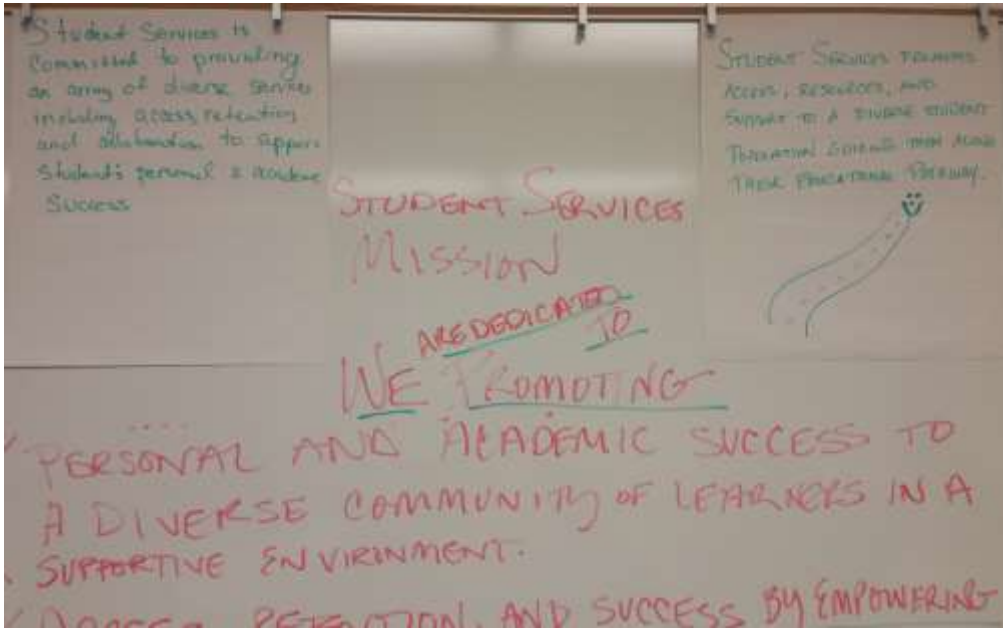 Student Services is
committed to providing
an array of diverse services
including access, retention
and collaboration to support
student's personal & academic
Success
STUDENT SERVICES PROMOTES
ACCESS, RESOURCES, AND
SUPPORT TO A DIVERSE STUDENT
POPULATION GUIDING THEM ALONG
THEIR EDUCATIONAL PATHWAY.
STUDENT SERVICES
MISSION
ARE DEDICATED
TO
WE PROMOTING
PERSONAL AND ACADEMIC SUCCESS TO
A DIVERSE COMMUNITY OF LEARNERS IN A
SUPPORTIVE ENVIRONMENT.
ACCESS, RETENTION, AND SUCCESS BY EMPOWERING